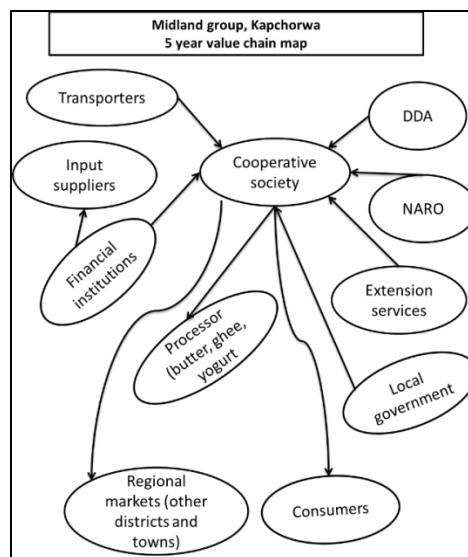 Midland group, Kapchorwa
5 year value chain map
Transporters
DDA
Input
suppliers
Cooperative
society
NARO
Financial
institutions
Extension
services
Processor
(butter, ghee,
yogurt
Local
government
Regional
markets (other
districts and
towns)
Consumers